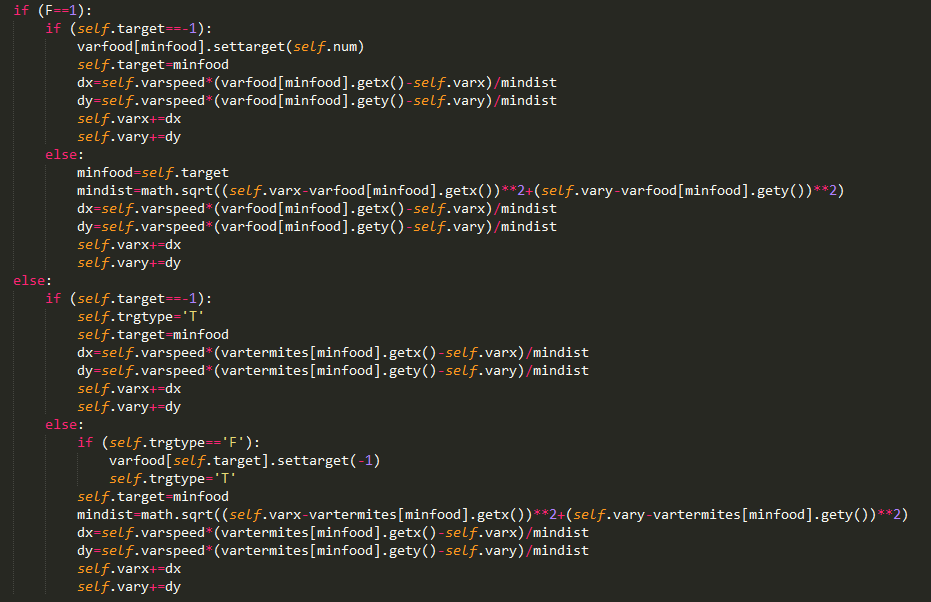 if (F==1):
    if (self.target==-1):
        varfood[minfood].settarget(self.num)
        self.target=minfood
        dx=self.varspeed*(varfood[minfood].getx()-self.varx)/mindist
        dy=self.varspeed*(varfood[minfood].gety()-self.vary)/mindist
        self.varx+=dx
        self.vary+=dy
    else:
        minfood=self.target
        mindist=math.sqrt((self.varx-varfood[minfood].getx())**2+(self.vary-varfood[minfood].gety())**2)
        dx=self.varspeed*(varfood[minfood].getx()-self.varx)/mindist
        dy=self.varspeed*(varfood[minfood].gety()-self.vary)/mindist
        self.varx+=dx
        self.vary+=dy
else:
    if (self.target==-1):
        self.trgtype='T'
        self.target=minfood
        dx=self.varspeed*(vartermites[minfood].getx()-self.varx)/mindist
        dy=self.varspeed*(vartermites[minfood].gety()-self.vary)/mindist
        self.varx+=dx
        self.vary+=dy
    else:
        if (self.trgtype=='F'):
            varfood[self.target].settarget(-1)
            self.trgtype='T'
        self.target=minfood
        mindist=math.sqrt((self.varx-vartermites[minfood].getx())**2+(self.vary-vartermites[minfood].gety())**2)
        dx=self.varspeed*(vartermites[minfood].getx()-self.varx)/mindist
        dy=self.varspeed*(vartermites[minfood].gety()-self.vary)/mindist
        self.varx+=dx
        self.vary+=dy